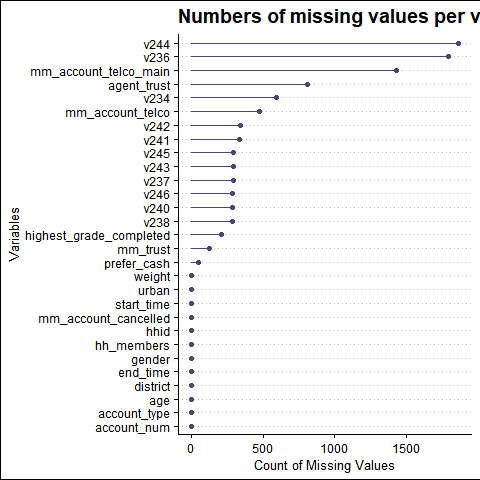 Numbers of missing values per v
v244
v236
mm_account_telco_main
agent_trust
v234
mm_account_telco
v242
v241
v245
v243
v237
v246
v240
v238
highest_grade_completed
mm_trust
prefer_cash
weight
urban
start_time
mm_account_cancelled
hhid
hh_members
gender
end_time
district
age
account_type
account_num
Variables
0 500 1000 1500
Count of Missing Values